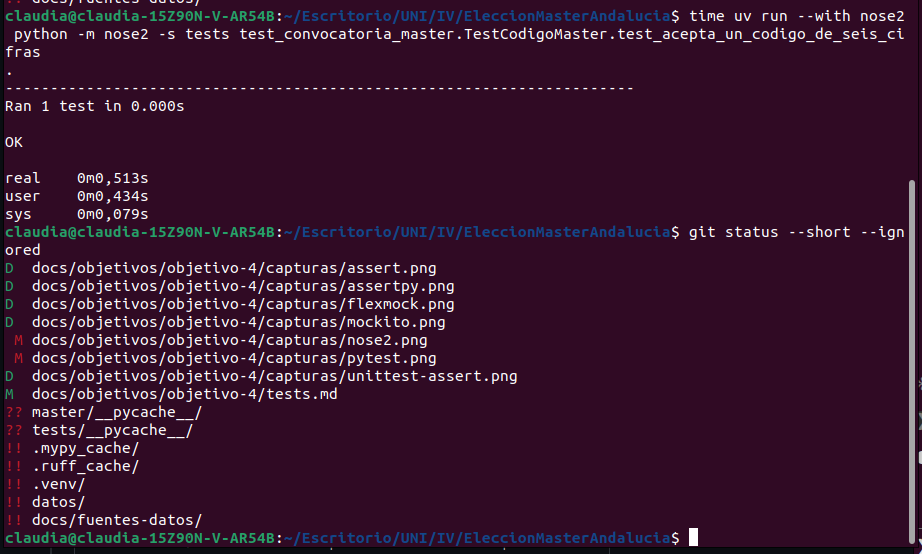 ?? docs/fuentes-datos/
claudia@claudia-15Z90N-V-AR54B:~/Escritorio/UNI/IV/EleccionMasterAndalucia$ time uv run --with nose2
 python -m nose2 -s tests test_convocatoria_master.TestCodigoMaster.test_acepta_un_codigo_de_seis_ci
fras
.
----------------------------------------------------------------------
Ran 1 test in 0.000s
OK
real    0m0,513s
user    0m0,434s
sys     0m0,079s
claudia@claudia-15Z90N-V-AR54B:~/Escritorio/UNI/IV/EleccionMasterAndalucia$ git status --short --ign
ored
D  docs/objetivos/objetivo-4/capturas/assert.png
D  docs/objetivos/objetivo-4/capturas/assertpy.png
D  docs/objetivos/objetivo-4/capturas/flexmock.png
D  docs/objetivos/objetivo-4/capturas/mockito.png
 M docs/objetivos/objetivo-4/capturas/nose2.png
 M docs/objetivos/objetivo-4/capturas/pytest.png
D  docs/objetivos/objetivo-4/capturas/unittest-assert.png
M  docs/objetivos/objetivo-4/tests.md
?? master/__pycache__/
?? tests/__pycache__/
!! .mypy_cache/
!! .ruff_cache/
!! .venv/
!! datos/
!! docs/fuentes-datos/
claudia@claudia-15Z90N-V-AR54B:~/Escritorio/UNI/IV/EleccionMasterAndalucia$